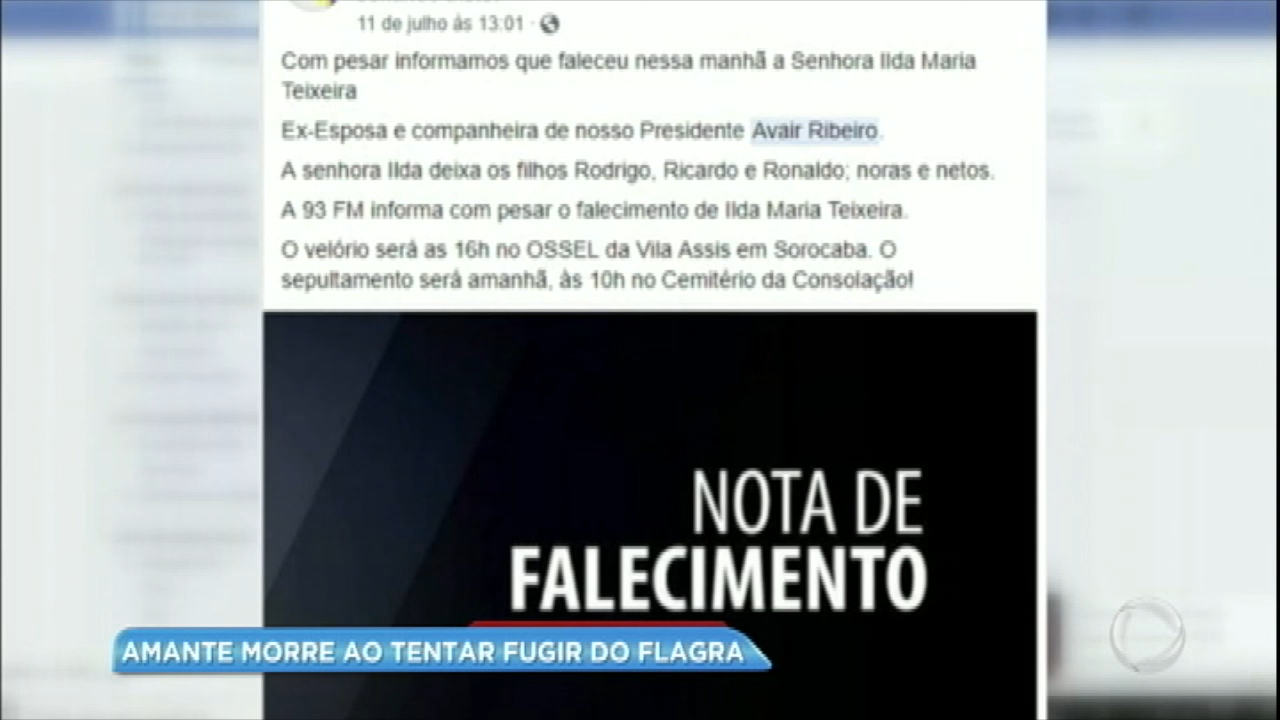 11 de julho às 13:01 ·
Com pesar informamos que faleceu nessa manhã a Senhora Ilda Maria
Teixeira
Ex-Esposa e companheira de nosso Presidente Avair Ribeiro.
A senhora Ilda deixa os filhos Rodrigo, Ricardo e Ronaldo; noras e netos.
A 93 FM informa com pesar o falecimento de Ilda Maria Teixeira.
O velório será as 16h no OSSEL da Vila Assis em Sorocaba. O
sepultamento será amanhã, às 10h no Cemitério da Consolação!
NOTA DE
FALECIMENTO
AMANTE MORRE AO TENTAR FUGIR DO FLAGRA